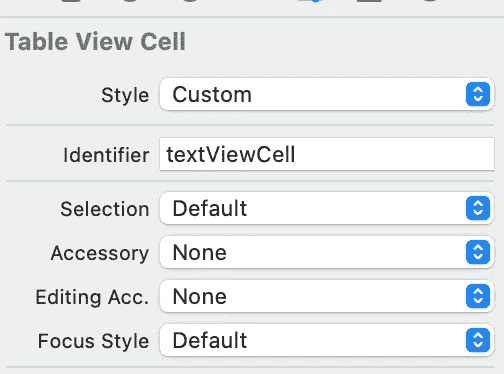 Table View Cell
Style Custom
Identifier textViewCell
Selection Default
Accessory None
Editing Acc. None
Focus Style Default